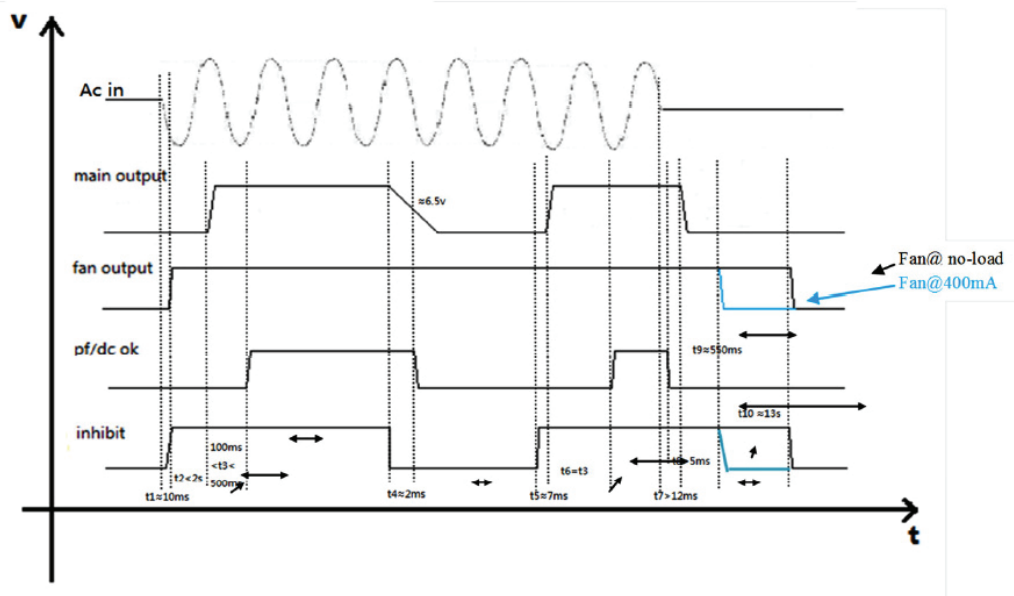 v
Ac in
main output
≈6.5v
fan output
Fan@ no-load
Fan@400mA
pf/dc ok
t9≈550ms
t10 ≈13s
inhibit
100ms
<t3<
500ms
t2<2s
t6=t3
5ms
t1≈10ms
t4≈2ms
t5≈7ms
t7>12ms
t